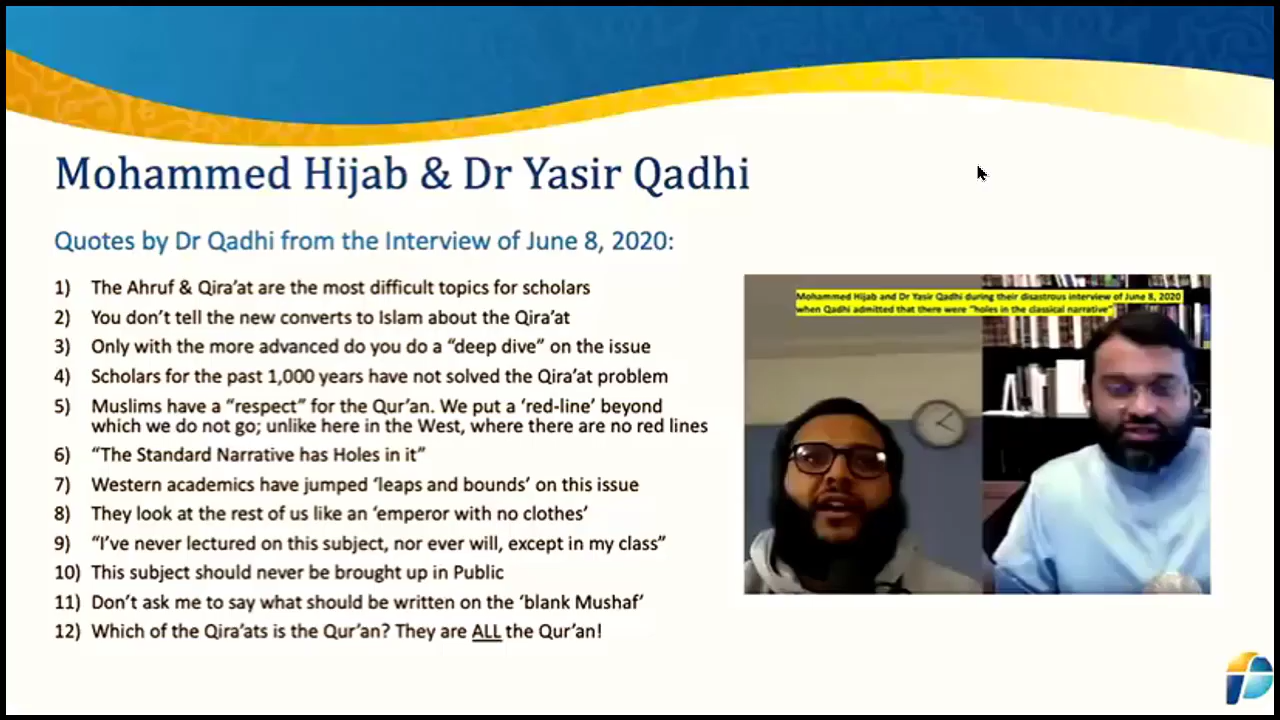 Mohammed Hijab & Dr Yasir Qadhi
Quotes by Dr Qadhi from the Interview of June 8, 2020:
1) The Ahruf & Qira’at are the most difficult topics for scholars
2) You don’t tell the new converts to Islam about the Qira’at
3) Only with the more advanced do you do a “deep dive” on the issue
4) Scholars for the past 1,000 years have not solved the Qira’at problem
5) Muslims have a “respect” for the Qur’an. We put a ‘red-line’ beyond
which we do not go; unlike here in the West, where there are no red lines
6) “The Standard Narrative has Holes in it”
7) Western academics have jumped ‘leaps and bounds’ on this issue
8) They look at the rest of us like an ‘emperor with no clothes’
9) “I’ve never lectured on this subject, nor ever will, except in my class”
10) This subject should never be brought up in Public
11) Don’t ask me to say what should be written on the ‘blank Mushaf’
12) Which of the Qira’ats is the Qur’an? They are ALL the Qur’an!
Mohammed Hijab and Dr Yasir Qadhi during their disastrous interview of June 8, 2020
when Qadhi admitted that there were "holes in the classical narrative"